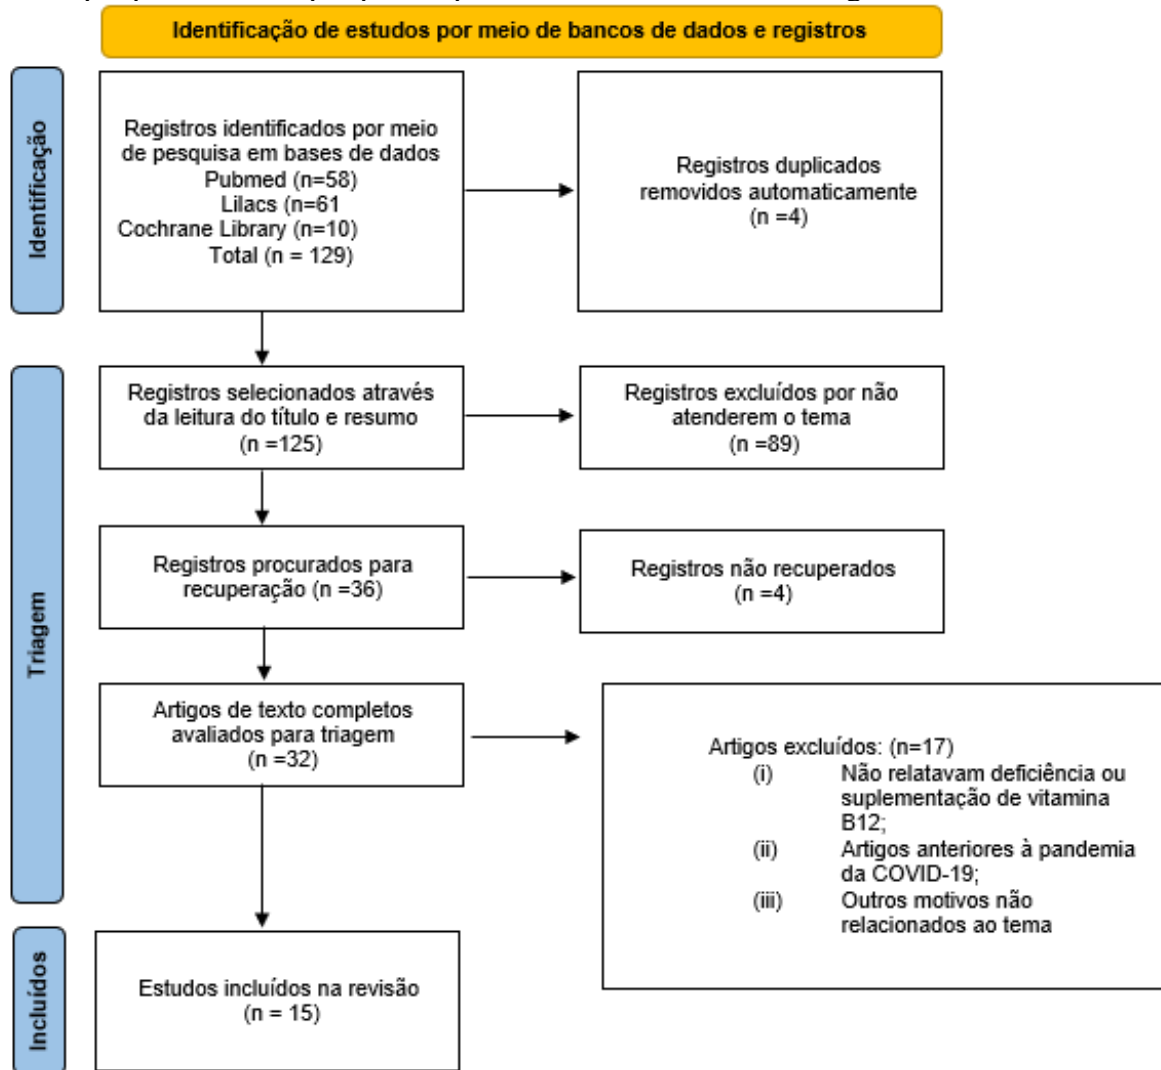 Identificação de estudos por meio de bancos de dados e registros
Identificação
Registros identificados por meio
de pesquisa em bases de dados
Pubmed (n=58)
Lilacs (n=61
Cochrane Library (n=10)
Total (n = 129)
Registros duplicados
removidos automaticamente
(n =4)
Triagem
Registros selecionados através
da leitura do título e resumo
(n =125)
Registros excluídos por não
atenderem o tema
(n =89)
Registros procurados para
recuperação (n =36)
Registros não recuperados
(n =4)
Artigos de texto completos
avaliados para triagem
(n =32)
Artigos excluídos: (n=17)
(i) Não relatavam deficiência ou
suplementação de vitamina
B12;
(ii) Artigos anteriores à pandemia
da COVID-19;
(iii) Outros motivos não
relacionados ao tema
Incluídos
Estudos incluídos na revisão
(n = 15)